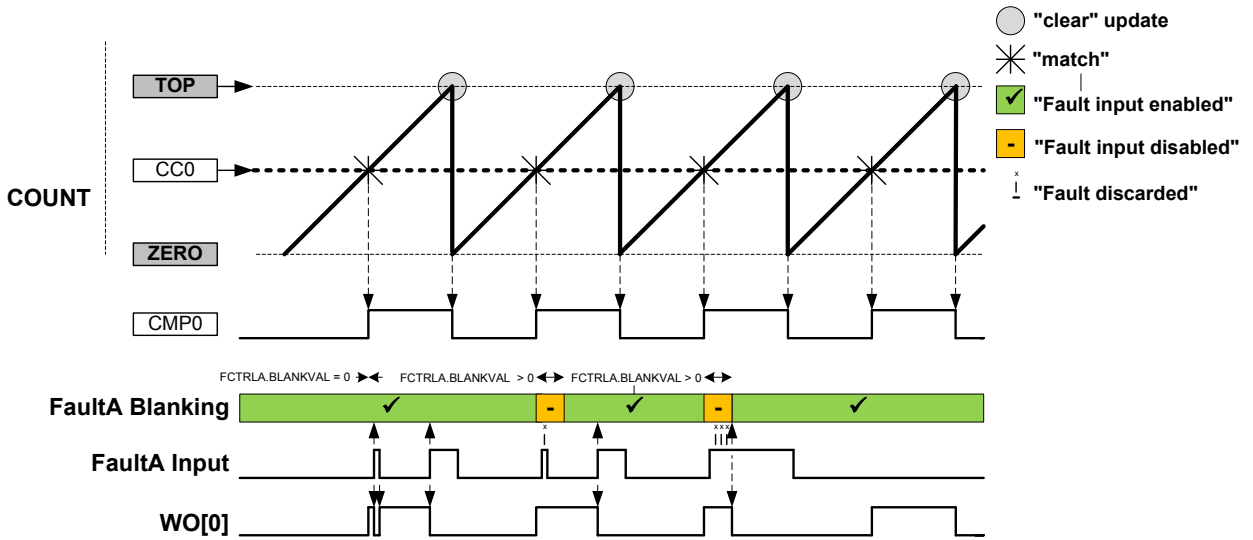 "clear" update
"match"
TOP
"Fault input enabled"
"Fault input disabled"
CC0
COUNT
"Fault discarded"
ZERO
CMP0
FCTRLA.BLANKVAL = 0
FCTRLA.BLANKVAL > 0
FCTRLA.BLANKVAL > 0
FaultA Blanking
x
xxx
FaultA Input
WO[0]